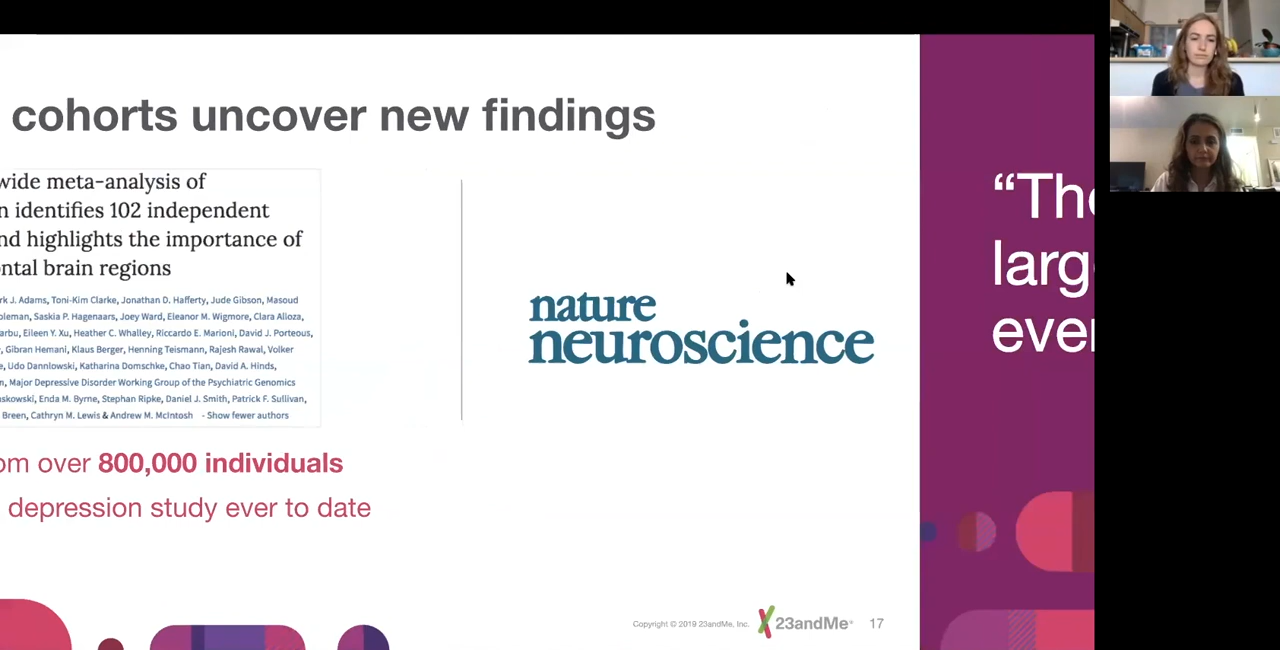 cohorts uncover new findings
wide meta-analysis of
n identifies 102 independent
nd highlights the importance of
ontal brain regions
rk J. Adams, Toni-Kim Clarke, Jonathan D. Hafferty, Jude Gibson, Masoud
oleman, Saskia P. Hagenaars, Joey Ward, Eleanor M. Wigmore, Clara Alloza,
arbu, Eileen Y. Xu, Heather C. Whalley, Riccardo E. Marioni, David J. Porteous,
, Gibran Hemani, Klaus Berger, Henning Teismann, Rajesh Rawal, Volker
e, Udo Dannlowski, Katharina Domschke, Chao Tian, David A. Hinds,
n, Major Depressive Disorder Working Group of the Psychiatric Genomics
askowski, Enda M. Byrne, Stephan Ripke, Daniel J. Smith, Patrick F. Sullivan,
Breen, Cathryn M. Lewis & Andrew M. McIntosh - Show fewer authors
om over 800,000 individuals
depression study ever to date
nature
neuroscience
“The
larg
ever
Copyright © 2019 23andMe, Inc. 23andMe® 17